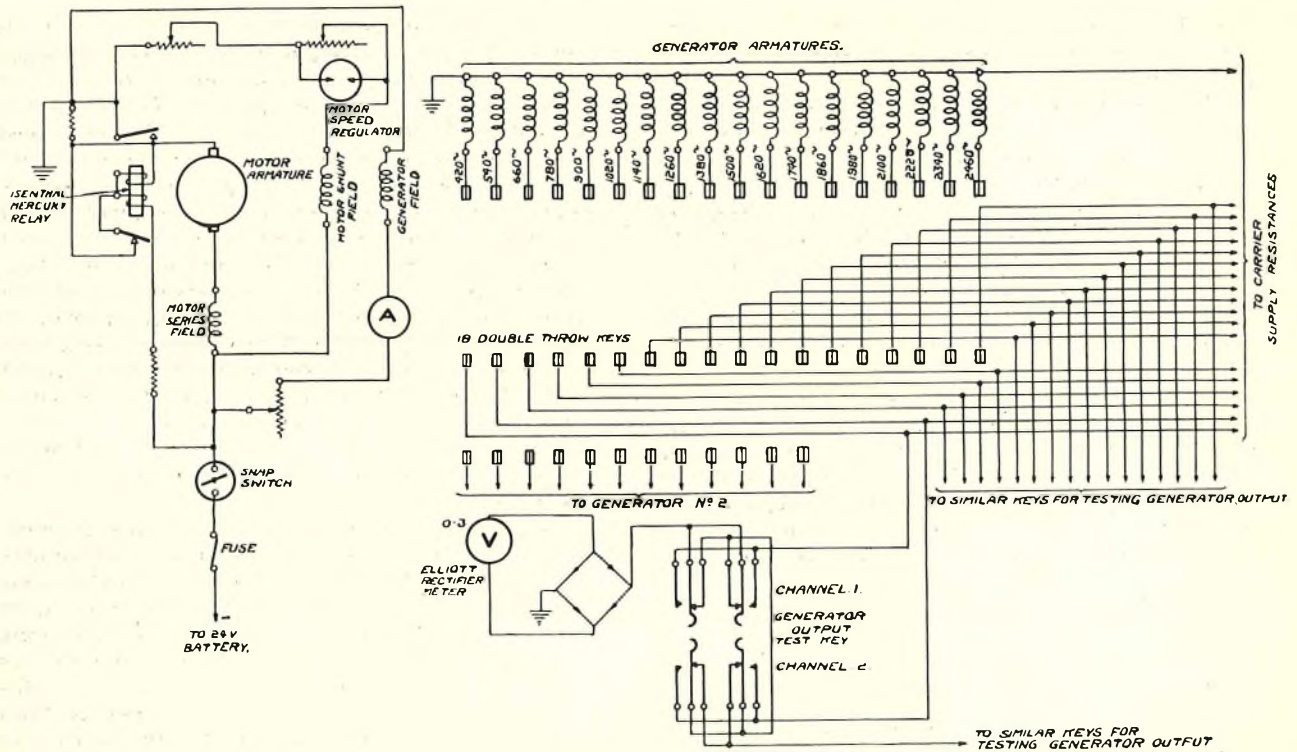 GENERATOR ARMATURES.
MOTOR
SPEED
REGULATOR
MOTOR
ARMATURE
ISENTHAL
MERCURY
RELAY
MOTOR SHUNT
FIELD
GENERATOR
FIELD
MOTOR
SERIES
FIELD
A
SNAP
SWITCH
FUSE
TO 24V
BATTERY.
420~
540~
660~
780~
900~
1020~
1140~
1260~
1380~
1500~
1620~
1740~
1860
1980~
2100~
2220~
2340~
2460~
TO CARRIER
SUPPLY RESISTANCES
18 DOUBLE THROW KEYS
TO GENERATOR Nº 2
TO SIMILAR KEYS FOR TESTING GENERATOR OUTPUT
0-3
V
ELLIOTT
RECTIFIER
METER
CHANNEL 1.
GENERATOR
OUTPUT
TEST KEY
CHANNEL 2
TO SIMILAR KEYS FOR
TESTING GENERATOR OUTPUT